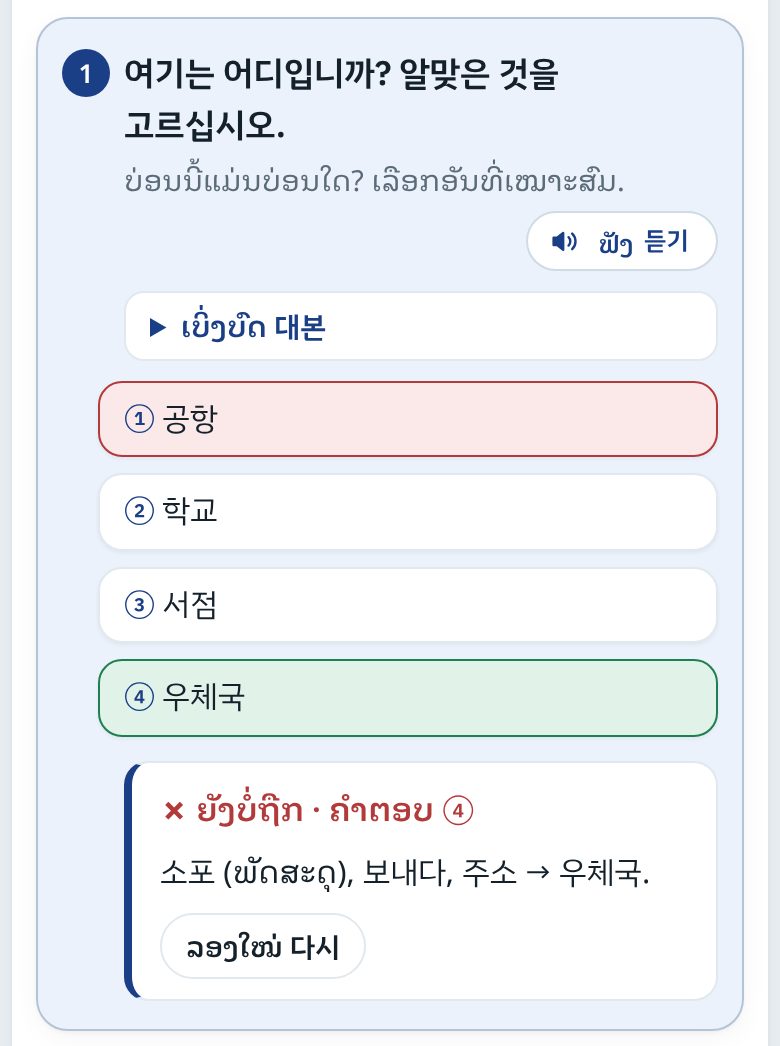 1 여기는 어디입니까? 알맞은 것을
고르십시오.
ບ່ອນນີ້ແມ່ນບ່ອນໃດ? ເລືອກອັນທີ່ເໝາະສົມ.
ຟັງ 듣기
▶ ເບິ່ງບົດ 대본
① 공항
② 학교
③ 서점
④ 우체국
× ຍັງບໍ່ຖືກ · ຄຳຕອບ ④
소포 (ພັດສະດຸ), 보내다, 주소 → 우체국.
ລອງໃໝ່ 다시